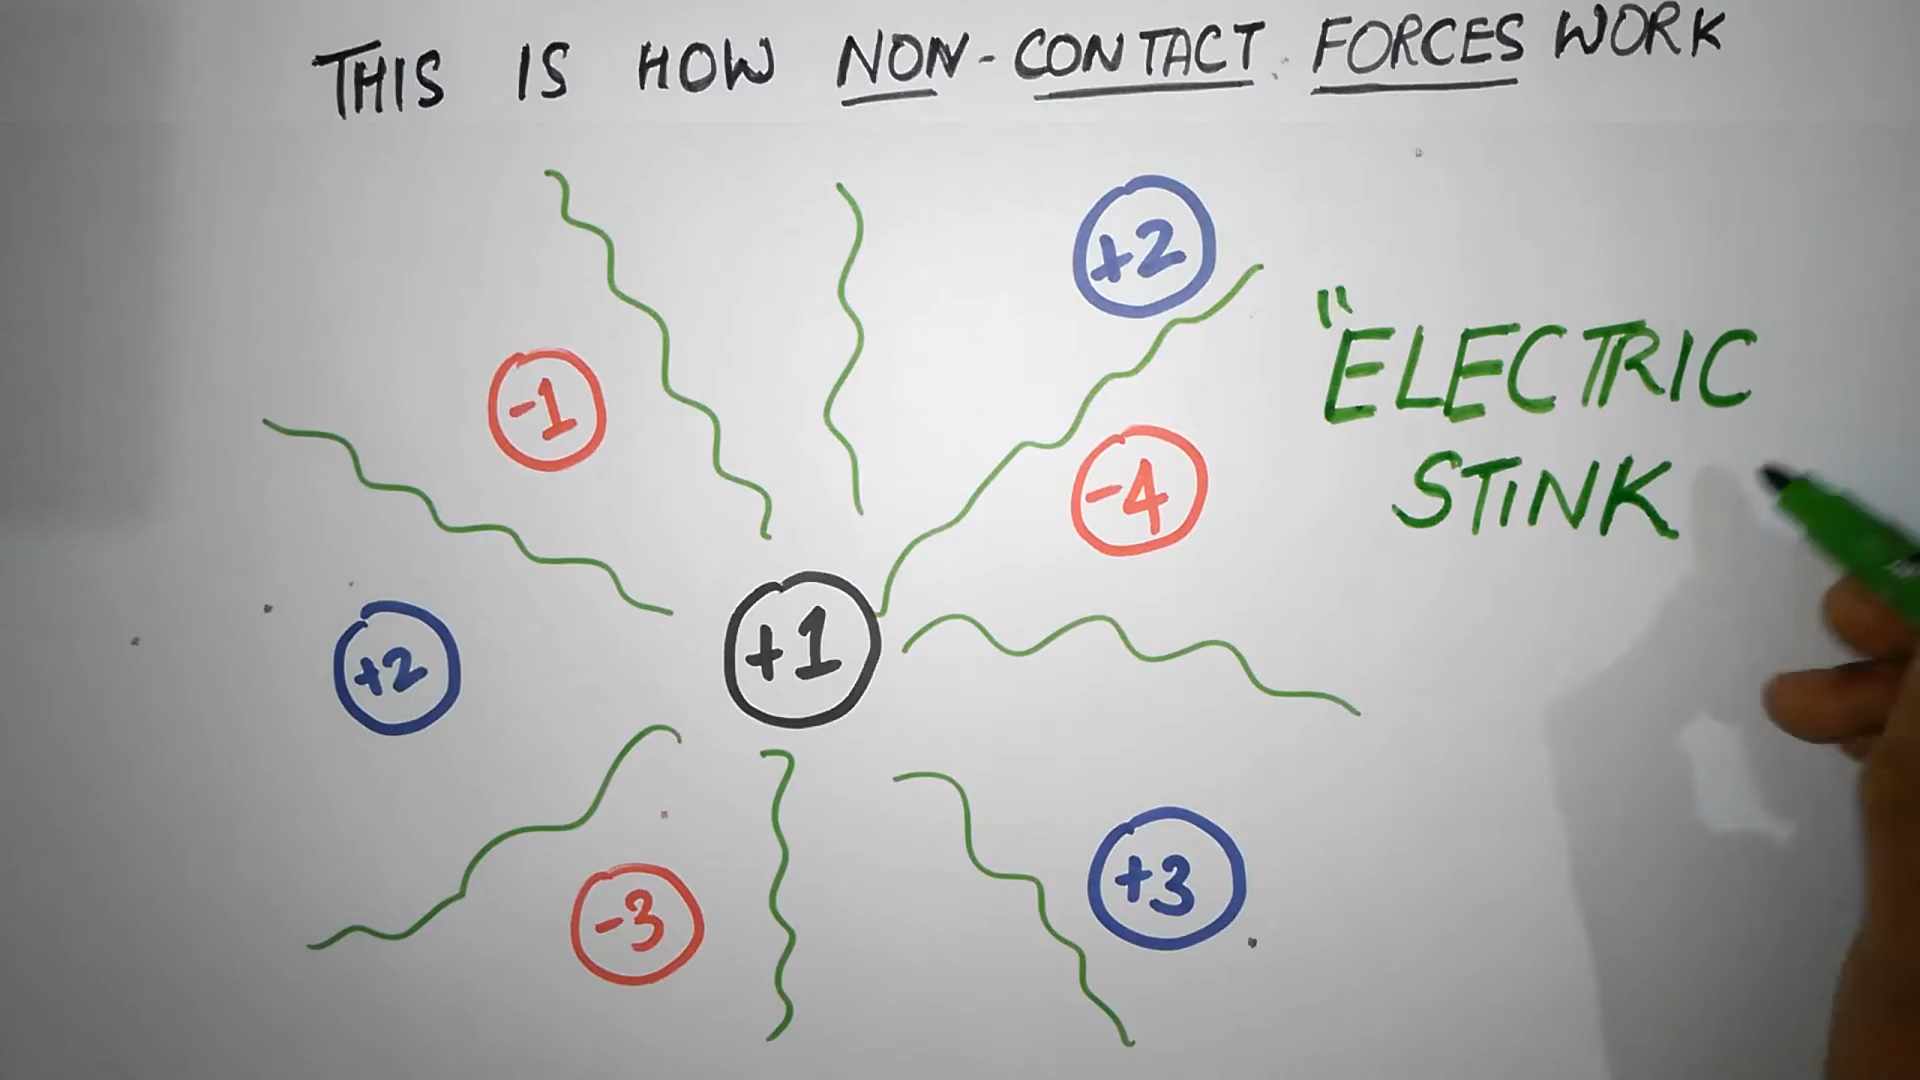 THIS IS HOW NON-CONTACT FORCES WORK
+2
"ELECTRIC
STINK
-1
-4
+1
+2
-3
+3